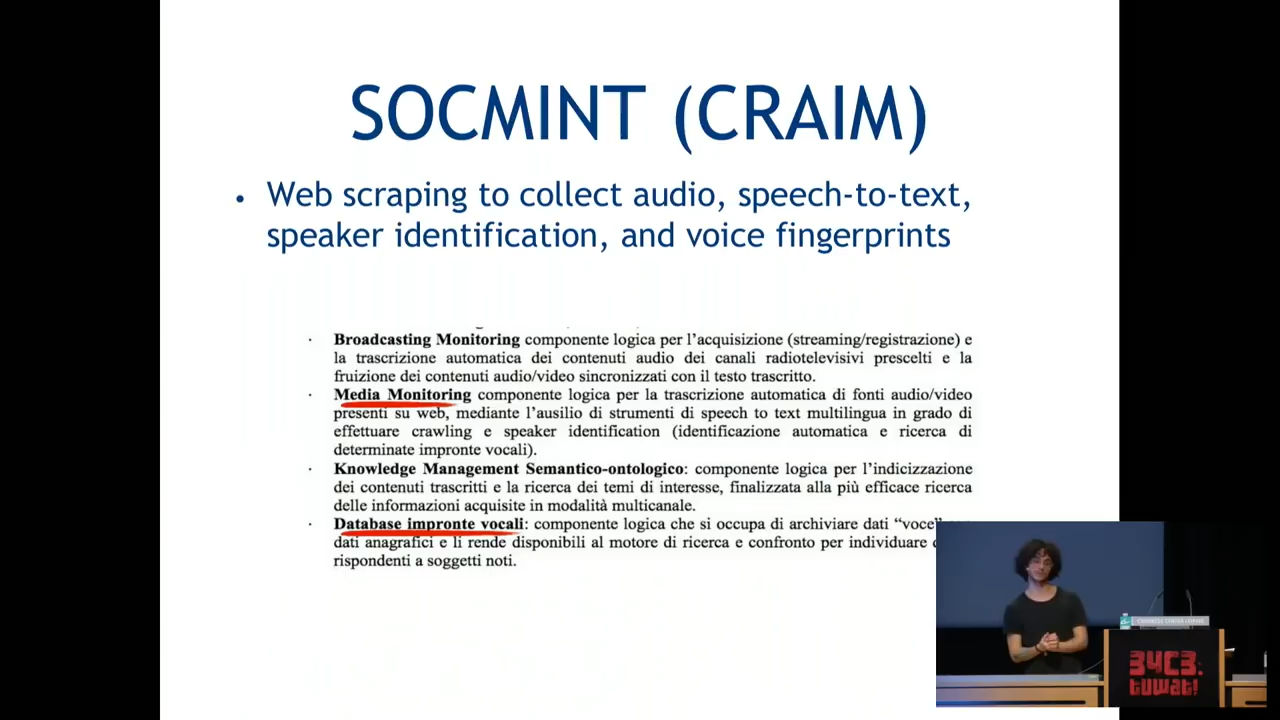 SOCMINT (CRAIM)
• Web scraping to collect audio, speech-to-text,
speaker identification, and voice fingerprints
· Broadcasting Monitoring componente logica per l’acquisizione (streaming/registrazione) e
la trascrizione automatica dei contenuti audio dei canali radiotelevisivi prescelti e la
fruizione dei contenuti audio/video sincronizzati con il testo trascritto.
· Media Monitoring componente logica per la trascrizione automatica di fonti audio/video
presenti su web, mediante l’ausilio di strumenti di speech to text multilingua in grado di
effettuare crawling e speaker identification (identificazione automatica e ricerca di
determinate impronte vocali).
· Knowledge Management Semantico-ontologico: componente logica per l’indicizzazione
dei contenuti trascritti e la ricerca dei temi di interesse, finalizzata alla più efficace ricerca
delle informazioni acquisite in modalità multicanale.
· Database impronte vocali: componente logica che si occupa di archiviare dati “voce”
dati anagrafici e li rende disponibili al motore di ricerca e confronto per individuare
rispondenti a soggetti noti.
34C3.
tuwat!